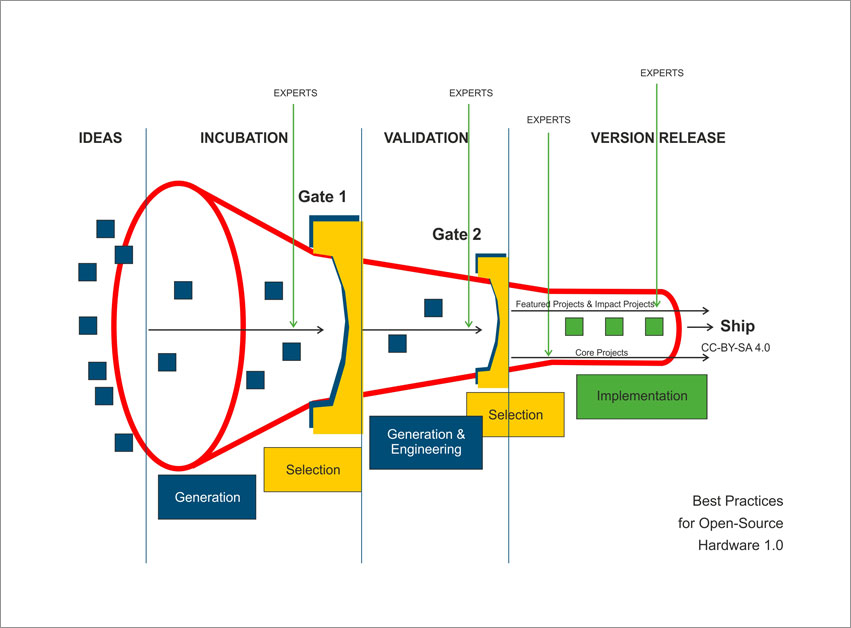 EXPERTS
EXPERTS
EXPERTS
EXPERTS
IDEAS
INCUBATION
VALIDATION
VERSION RELEASE
Gate 1
Gate 2
Featured Projects & Impact Projects
Ship
CC-BY-SA 4.0
Core Projects
Implementation
Selection
Generation &
Engineering
Selection
Generation
Best Practices
for Open-Source
Hardware 1.0